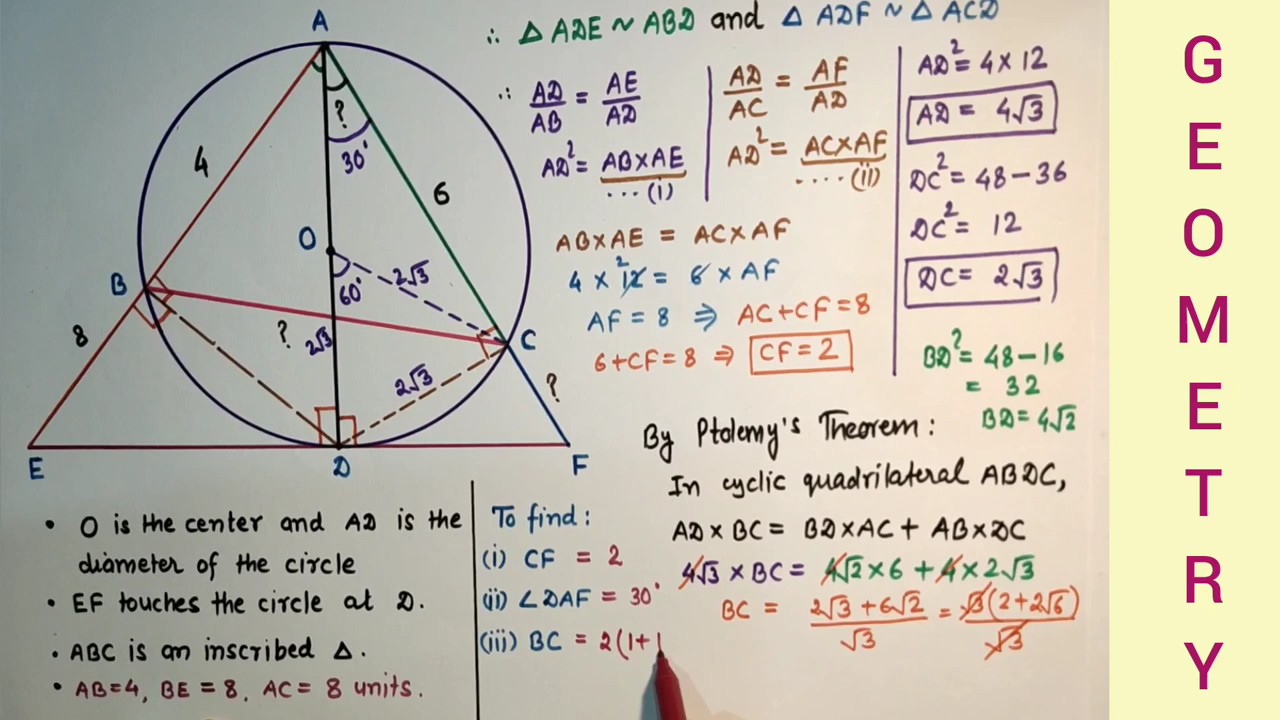 ∴ △ ADE ~ ABD and △ ADF ~ △ ACD
∴ AD/AB = AE/AD
AD² = AB×AE
....(i)
AD/AC = AF/AD
AD² = AC×AF
....(ii)
AD² = 4 × 12
AD = 4√3
DC² = 48 − 36
DC² = 12
DC = 2√3
BD² = 48 − 16
= 32
BD = 4√2
AB×AE = AC×AF
4 × 12 = 6 × AF
2
AF = 8 ⇒ AC + CF = 8
6 + CF = 8 ⇒ CF = 2
By Ptolemy's Theorem:
In cyclic quadrilateral ABDC,
AD × BC = BD × AC + AB × DC
4√3 × BC = 4√2 × 6 + 4 × 2√3
BC = (2√3 + 6√2)/√3 = √3(2+2√6)/√3
A
?
30°
4
6
O
60°
2√3
B
8
?
2√3
C
2√3
?
E
D
F
• O is the center and AD is the
diameter of the circle
• EF touches the circle at D.
• ABC is an inscribed △.
• AB=4, BE = 8, AC = 8 units.
To find:
(i) CF = 2
(ii) ∠DAF = 30°
(iii) BC = 2(1+
G
E
O
M
E
T
R
Y